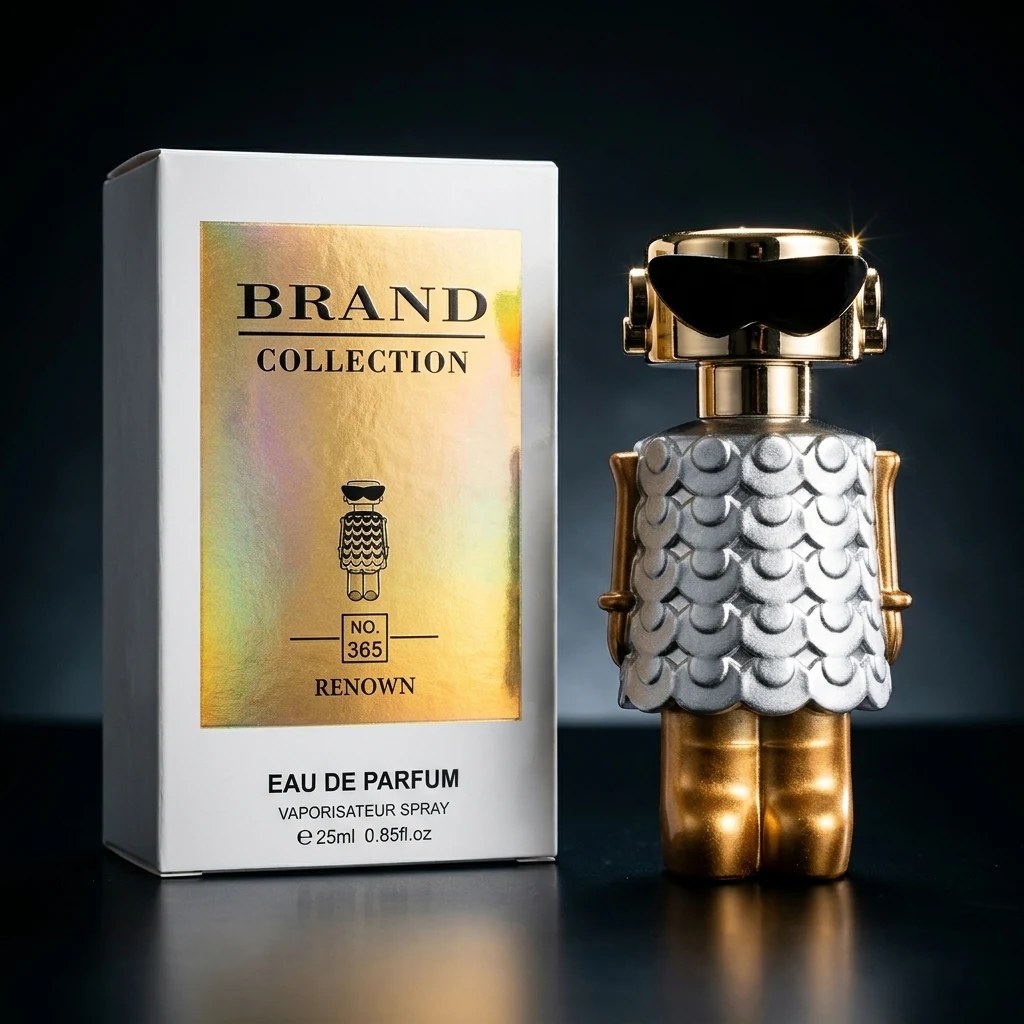 BRAND
COLLECTION
NO.
365
RENOWN
EAU DE PARFUM
VAPORISATEUR SPRAY
℮ 25ml 0.85fl.oz